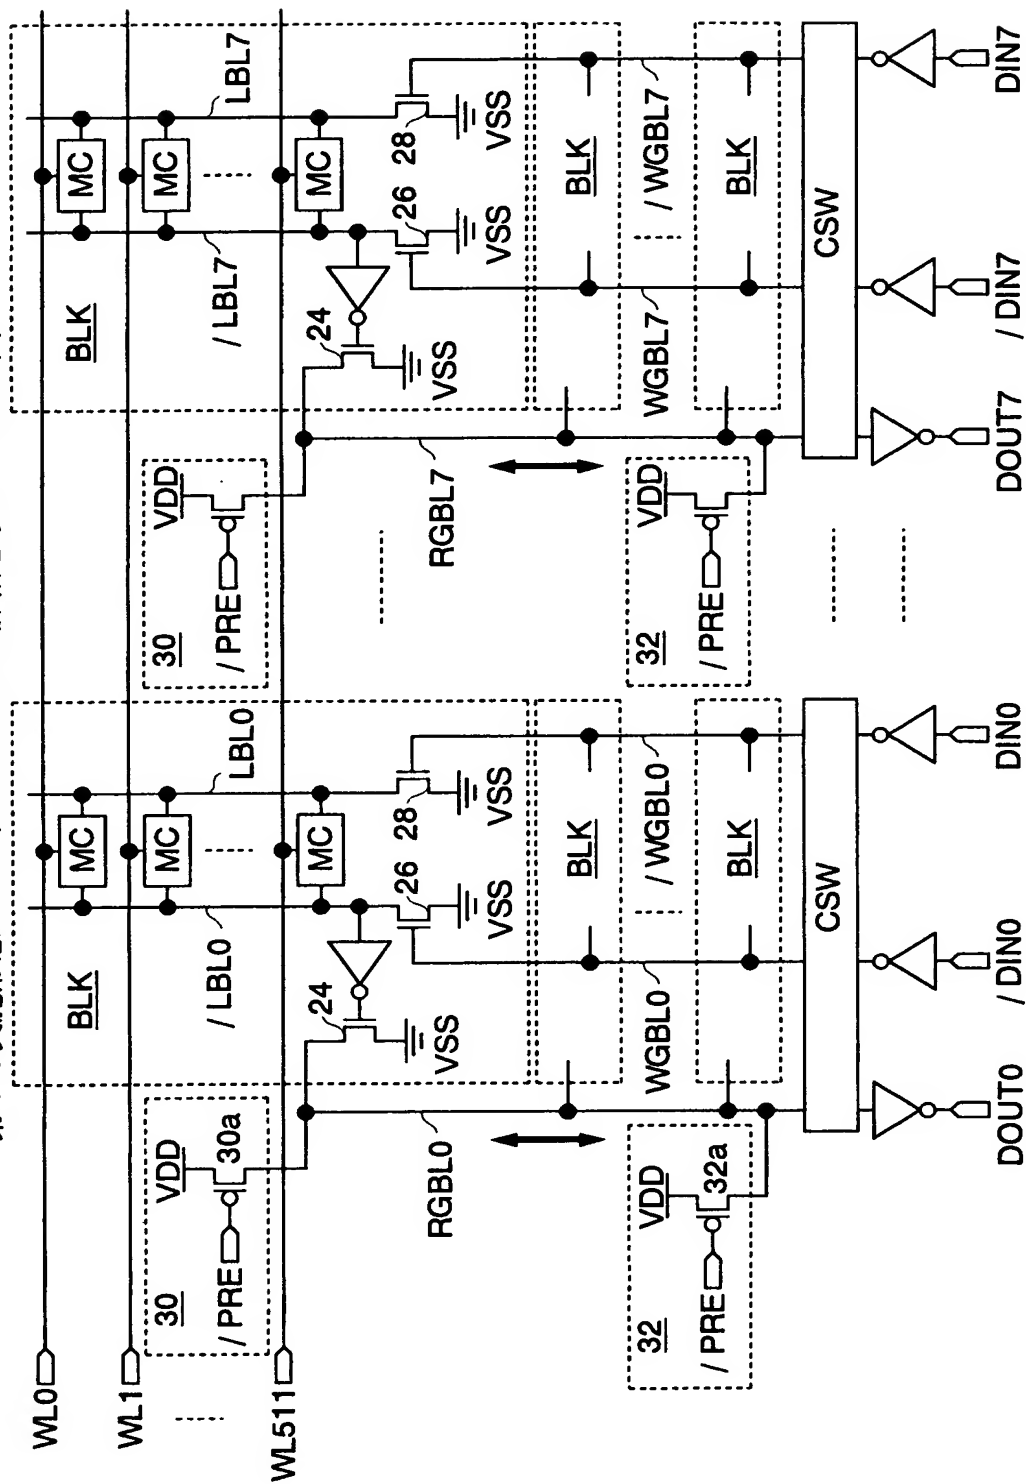 WL0
VDD
30a
30
/ PRE
WL1
WL511
RGBL0
VDD
32a
32
/ PRE
DOUT0
BLK
MC
MC
MC
LBL0
/ LBL0
24
26
28
VSS
VSS
VSS
BLK
WGBL0
/ WGBL0
BLK
CSW
/ DIN0
DIN0
VDD
30
/ PRE
RGBL7
VDD
32
/ PRE
DOUT7
BLK
MC
MC
MC
LBL7
/ LBL7
24
26
28
VSS
VSS
VSS
BLK
WGBL7
/ WGBL7
BLK
CSW
/ DIN7
DIN7